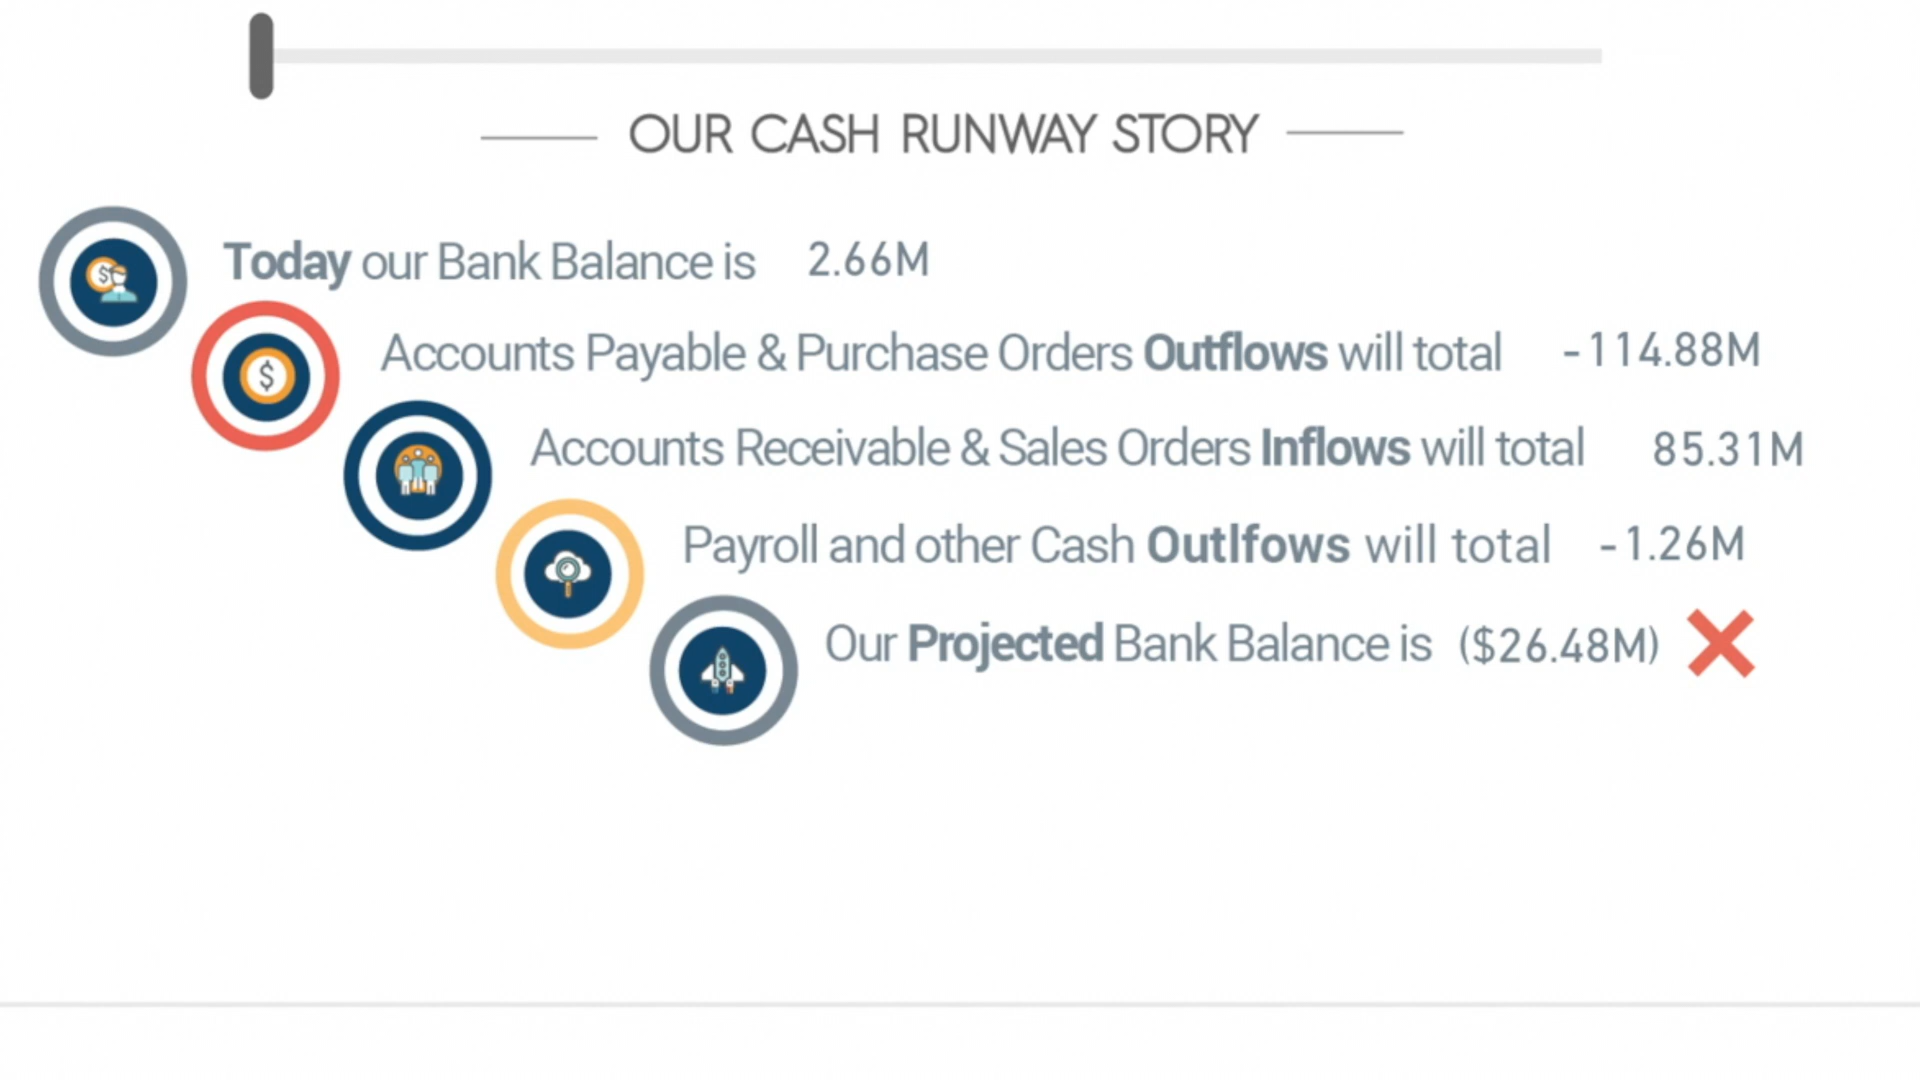 OUR CASH RUNWAY STORY
Today our Bank Balance is 2.66M
Accounts Payable & Purchase Orders Outflows will total -114.88M
Accounts Receivable & Sales Orders Inflows will total 85.31M
Payroll and other Cash Outlfows will total -1.26M
Our Projected Bank Balance is ($26.48M)